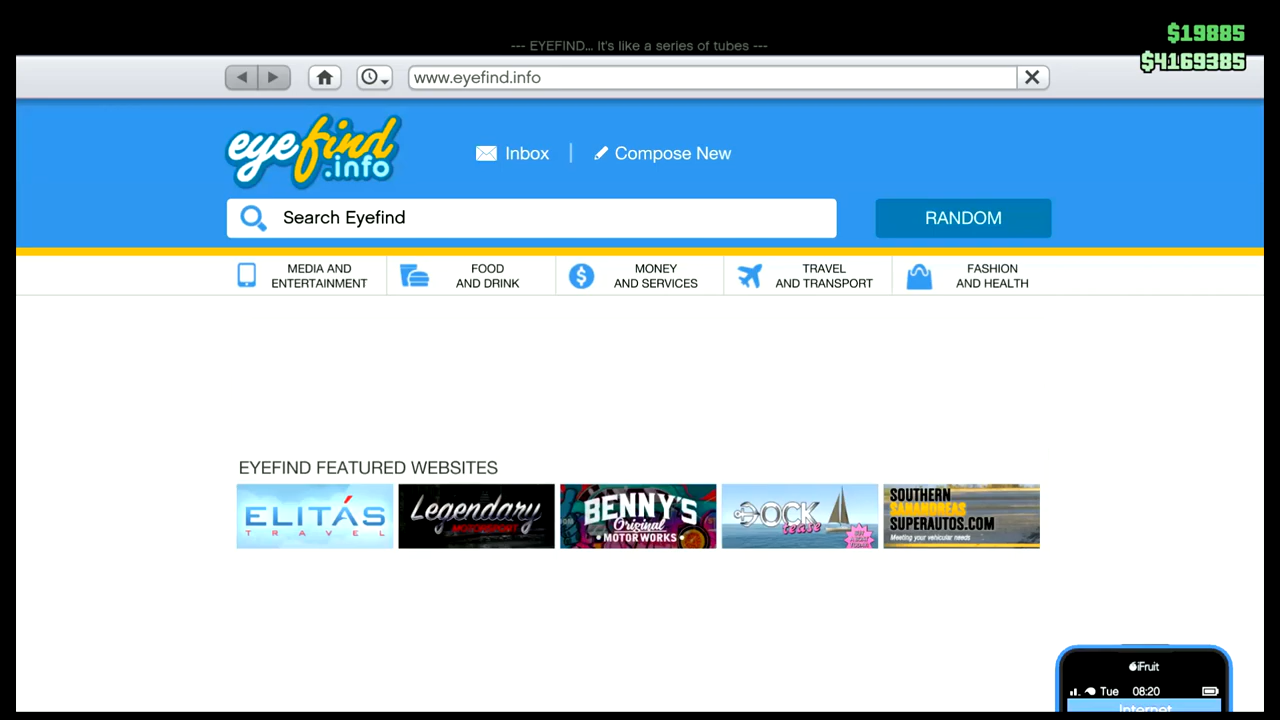 $19885
--- EYEFIND... It's like a series of tubes ---
$4169385
www.eyefind.info
eyefind
.info
Inbox
Compose New
Search Eyefind
RANDOM
MEDIA AND
ENTERTAINMENT
FOOD
AND DRINK
MONEY
AND SERVICES
TRAVEL
AND TRANSPORT
FASHION
AND HEALTH
EYEFIND FEATURED WEBSITES
ELITÁS
TRAVEL
Legendary
MOTORSPORT
BENNY'S
Original
MOTOR WORKS
DOCK
tease
SOUTHERN
SANANDREAS
SUPERAUTOS.COM
Meeting your vehicular needs
iFruit
Tue 08:20
Internet